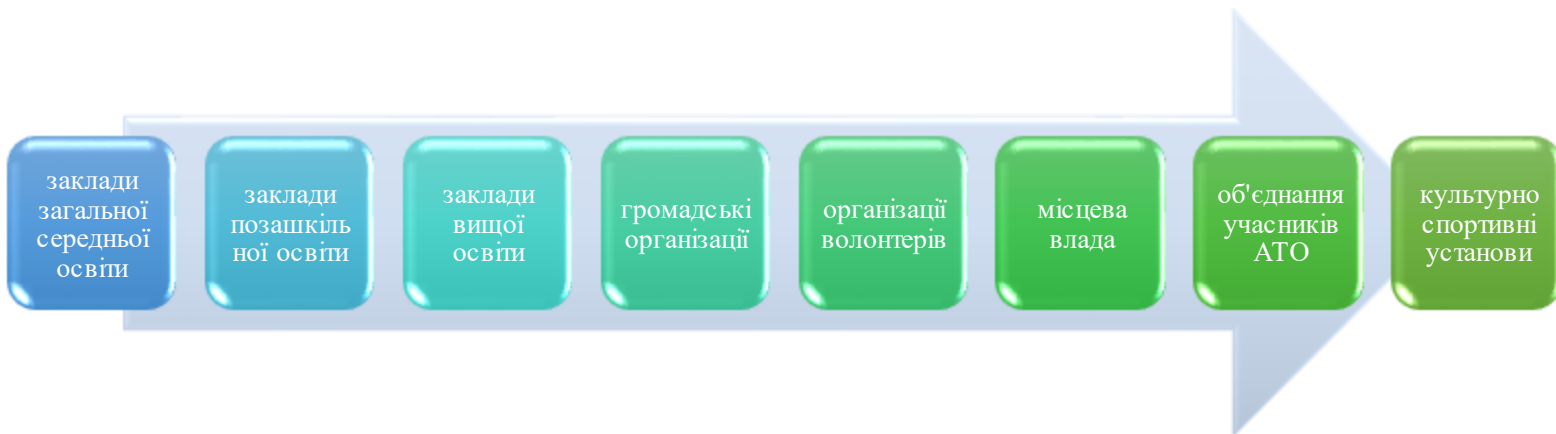 заклади
загальної
середньої
освіти
заклади
позашкіль
ної освіти
заклади
вищої
освіти
громадські
організації
організації
волонтерів
місцева
влада
об'єднання
учасників
АТО
культурно
спортивні
установи